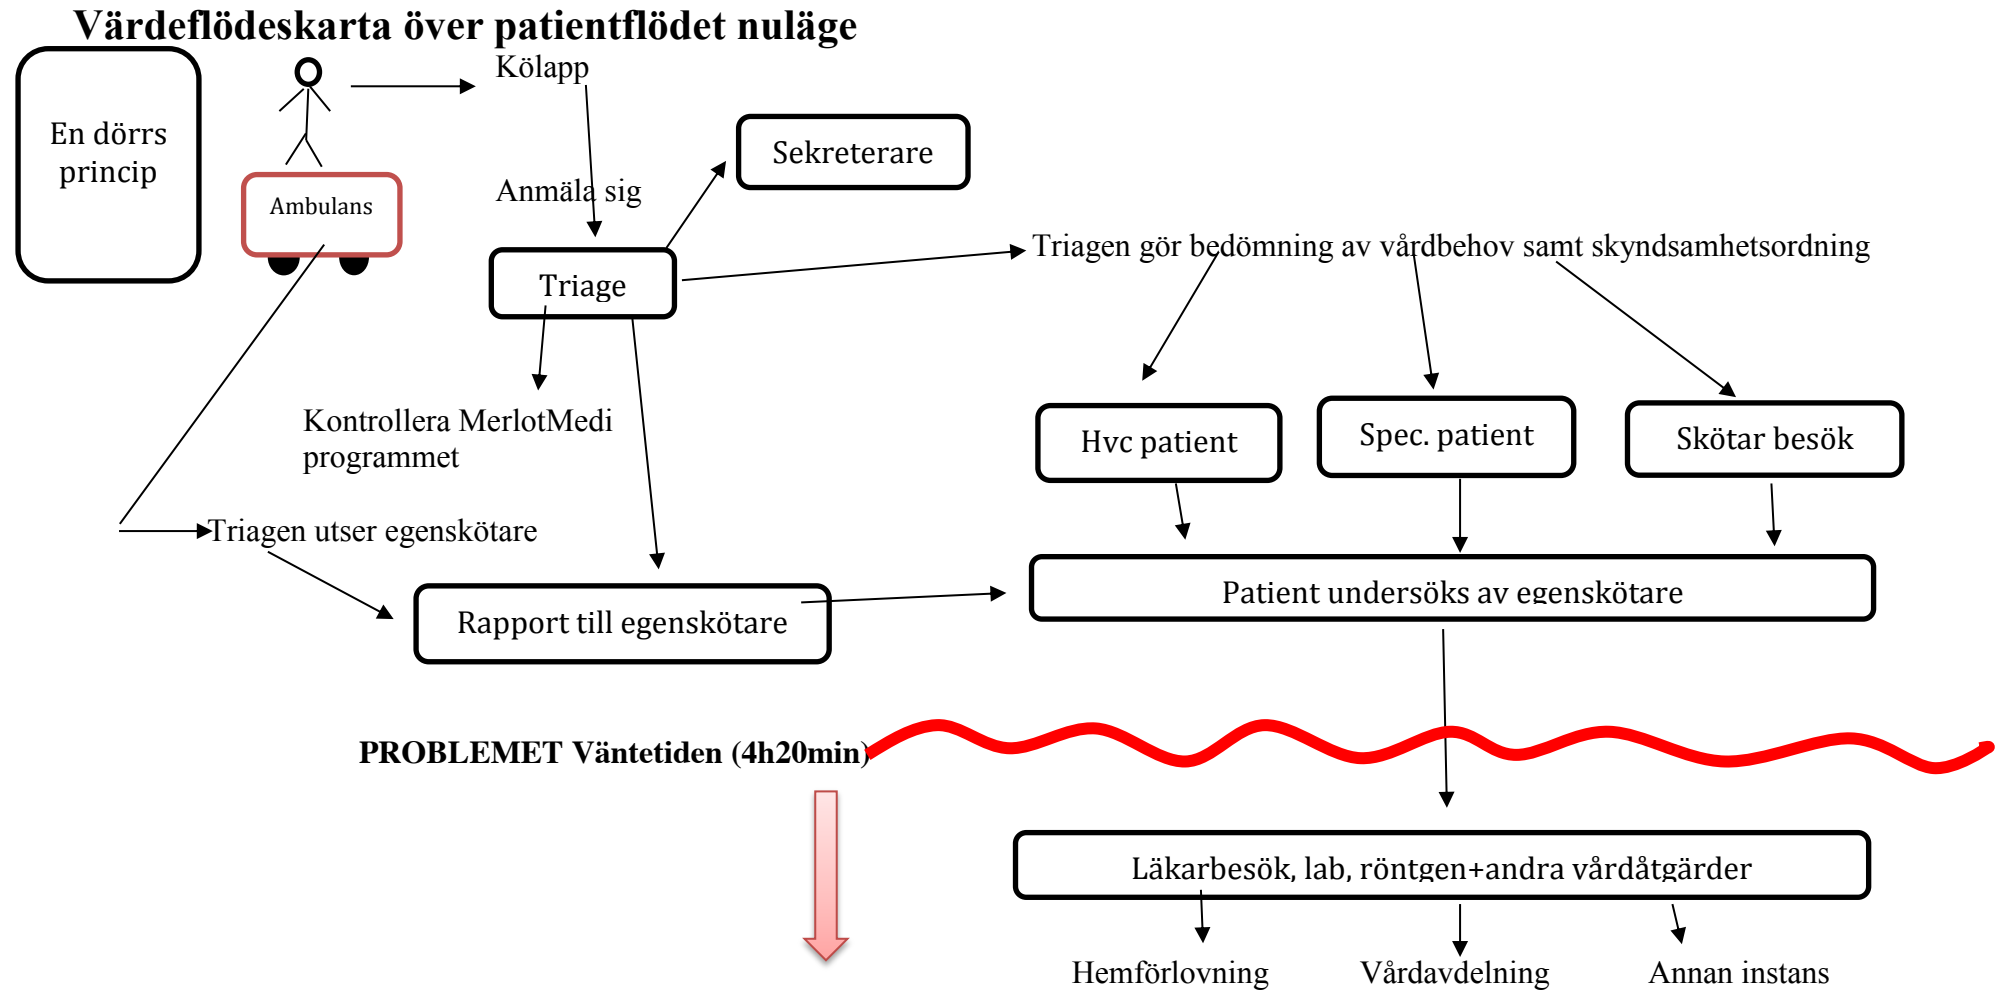 Värdeflödeskarta över patientflödet nuläge
Kölapp
En dörrs
princip
Sekreterare
Anmäla sig
Ambulans
Triagen gör bedömning av vårdbehov samt skyndsamhetsordning
Triage
Kontrollera MerlotMedi
programmet
Hvc patient
Spec. patient
Skötar besök
Triagen utser egenskötare
Rapport till egenskötare
Patient undersöks av egenskötare
PROBLEMET Väntetiden (4h20min)
Läkarbesök, lab, röntgen+andra vårdåtgärder
Hemförlovning
Vårdavdelning
Annan instans